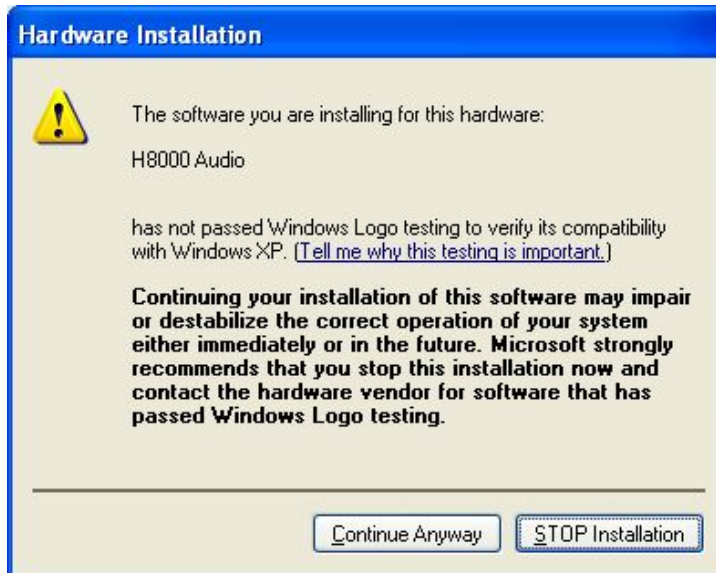 Hardware Installation
The software you are installing for this hardware:
H8000 Audio
has not passed Windows Logo testing to verify its compatibility
with Windows XP. (Tell me why this testing is important.)
Continuing your installation of this software may impair
or destabilize the correct operation of your system
either immediately or in the future. Microsoft strongly
recommends that you stop this installation now and
contact the hardware vendor for software that has
passed Windows Logo testing.
Continue Anyway
STOP Installation